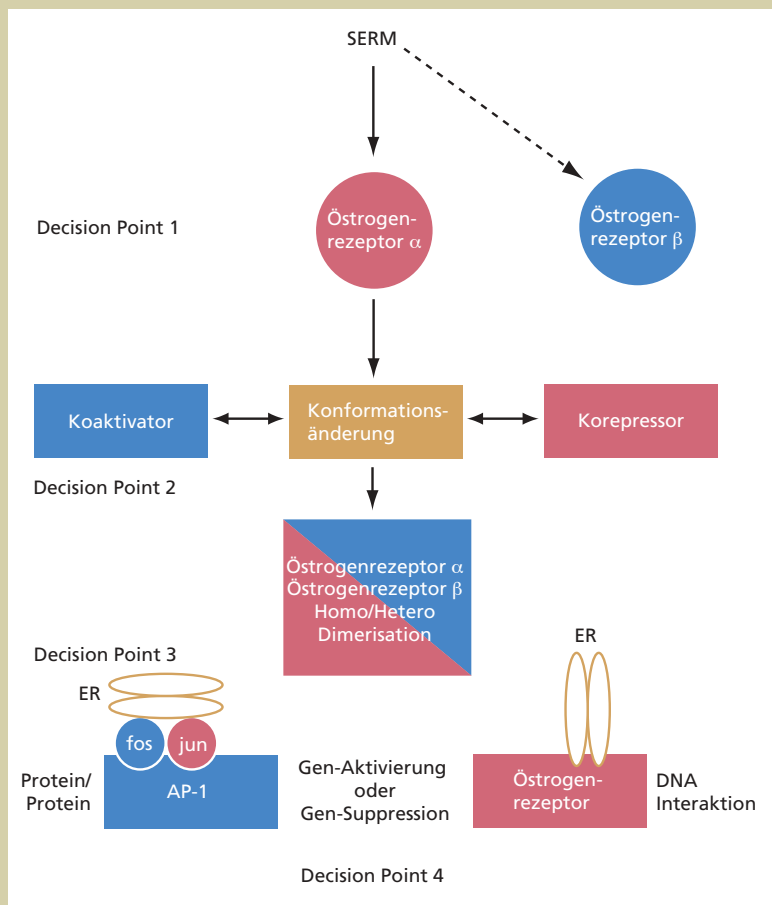 SERM
Decision Point 1
Östrogen-
rezeptor α
Östrogen-
rezeptor β
Koaktivator
Konformations-
änderung
Korepressor
Decision Point 2
Östrogenrezeptor α
Östrogenrezeptor β
Homo/Hetero
Dimerisation
Decision Point 3
ER
fos
jun
Protein/
Protein
AP-1
Gen-Aktivierung
oder
Gen-Suppression
ER
Östrogen-
rezeptor
DNA
Interaktion
Decision Point 4